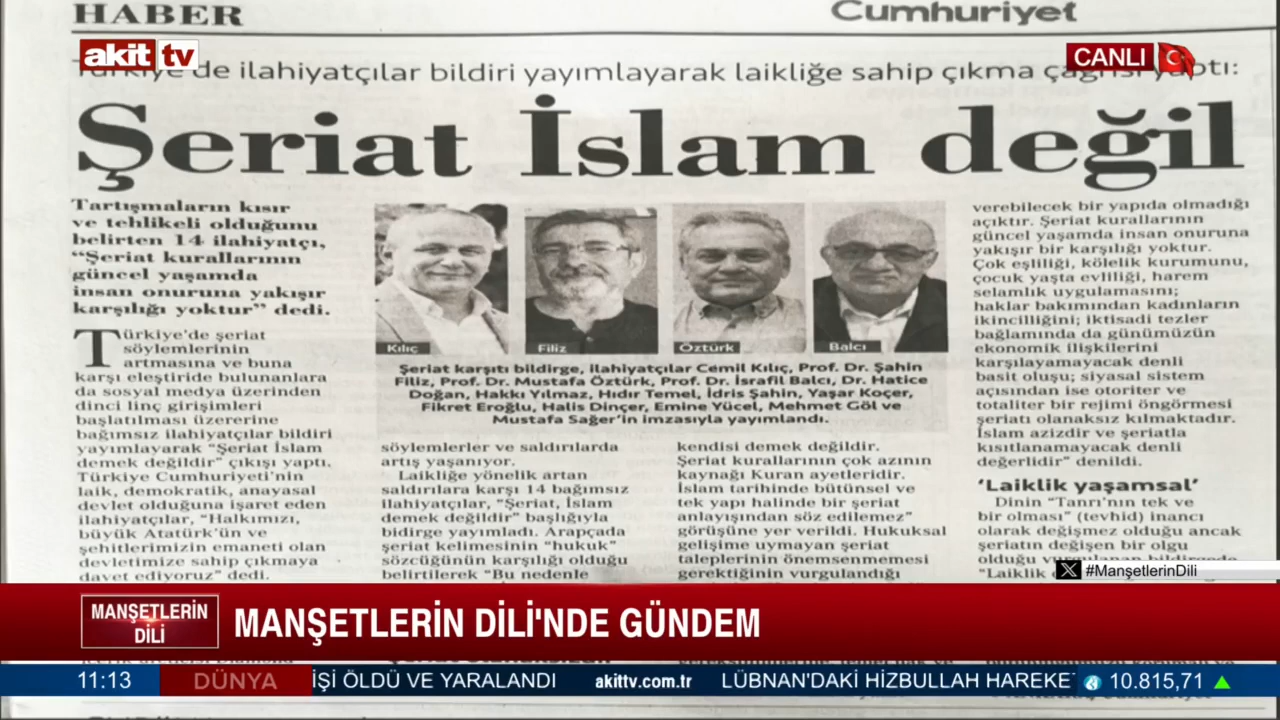 HABER
Cumhuriyet
akit tv
CANLI
Türkiye'de ilahiyatçılar bildiri yayımlayarak laikliğe sahip çıkma çağrısı yaptı:
Şeriat İslam değil
Tartışmaların kısır
ve tehlikeli olduğunu
belirten 14 ilahiyatçı,
“Şeriat kurallarının
güncel yaşamda
insan onuruna yakışır
karşılığı yoktur” dedi.
Türkiye'de şeriat
söylemlerinin
artmasına ve buna
karşı eleştiride bulunanlara
da sosyal medya üzerinden
dinci linç girişimleri
başlatılması üzererine
bağımsız ilahiyatçılar bildiri
yayımlayarak “Şeriat İslam
demek değildir” çıkışı yaptı.
Türkiye Cumhuriyeti'nin
laik, demokratik, anayasal
devlet olduğuna işaret eden
ilahiyatçılar, “Halkımızı,
büyük Atatürk'ün ve
şehitlerimizin emaneti olan
devletimize sahip çıkmaya
davet ediyoruz” dedi.
Kılıç
Filiz
Öztürk
Balcı
Şeriat karşıtı bildirge, ilahiyatçılar Cemil Kılıç, Prof. Dr. Şahin
Filiz, Prof. Dr. Mustafa Öztürk, Prof. Dr. İsrafil Balcı, Dr. Hatice
Doğan, Hakkı Yılmaz, Hıdır Temel, İdris Şahin, Yaşar Koçer,
Fikret Eroğlu, Halis Dinçer, Emine Yücel, Mehmet Göl ve
Mustafa Sağer'in imzasıyla yayımlandı.
söylemler ve saldırılarda
artış yaşanıyor.
Laikliğe yönelik artan
saldırılara karşı 14 bağımsız
ilahiyatçılar, “Şeriat, İslam
demek değildir” başlığıyla
bidirge yayımladı. Arapçada
şeriat kelimesinin “hukuk”
sözcüğünün karşılığı olduğu
belirtilerek “Bu nedenle
kendisi demek değildir.
Şeriat kurallarının çok azının
kaynağı Kuran ayetleridir.
İslam tarihinde bütünsel ve
tek yapı halinde bir şeriat
anlayışından söz edilemez”
görüşüne yer verildi. Hukuksal
gelişime uymayan şeriat
taleplerinin önemsenmemesi
gerektiğinin vurgulandığı
verebilecek bir yapıda olmadığı
açıktır. Şeriat kurallarının
güncel yaşamda insan onuruna
yakışır bir karşılığı yoktur.
Çok eşliliği, kölelik kurumunu,
çocuk yaşta evliliği, harem
selamlık uygulamasını;
haklar bakımından kadınların
ikincilliğini; iktisadi tezler
bağlamında da günümüzün
ekonomik ilişkilerini
karşılayamayacak denli
basit oluşu; siyasal sistem
açısından ise otoriter ve
totaliter bir rejimi öngörmesi
şeriatı olanaksız kılmaktadır.
İslam azizdir ve şeriatla
kısıtlanamayacak denli
değerlidir” denildi.
‘Laiklik yaşamsal’
Dinin “Tanrı'nın tek ve
bir olması” (tevhid) inancı
olarak değişmez olduğu ancak
şeriatın değişen bir olgu
olduğu vurgulanan bildirgede
“Laiklik
#ManşetlerinDili
MANŞETLERİN DİLİ
MANŞETLERİN DİLİ'NDE GÜNDEM
11:13 DÜNYA İŞİ ÖLDÜ VE YARALANDI akittv.com.tr LÜBNAN'DAKİ HİZBULLAH HAREKE 10.815,71